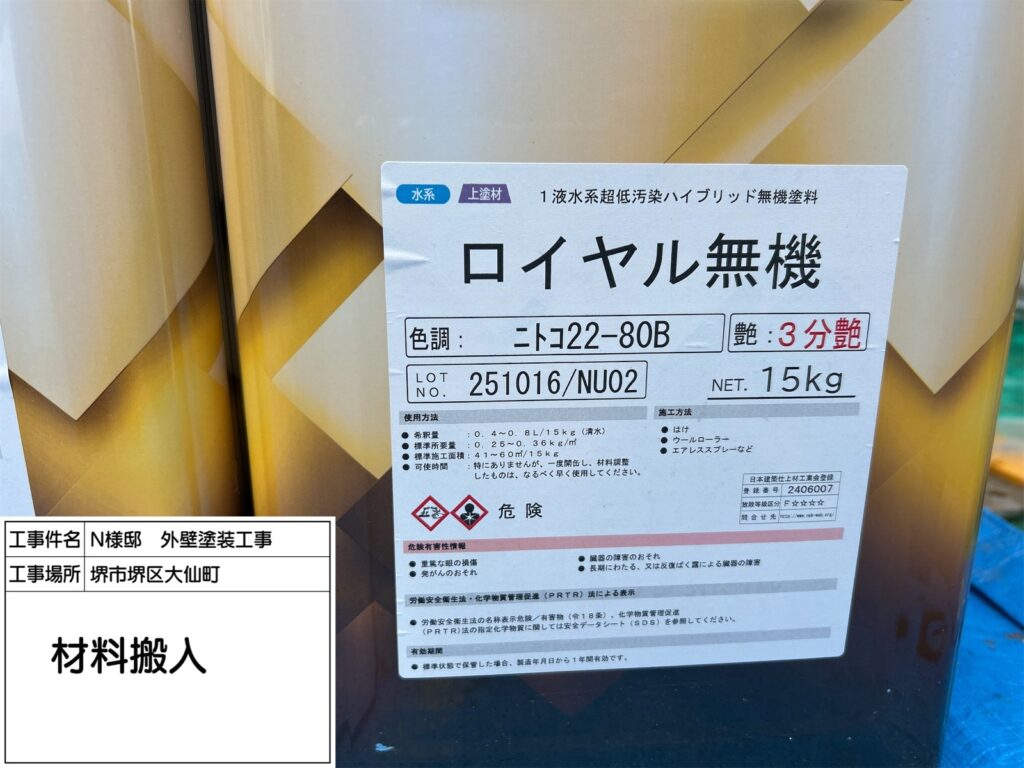 水系 上塗材 1液水系超低汚染ハイブリッド無機塗料
ロイヤル無機
色調： ニトコ22-80B 艶：3分艶
LOT NO. 251016/NU02 NET. 15kg
使用方法
● 希釈量 ：0．4～0．8L/15kg（清水）
● 標準所要量 ：0．25～0．36kg/㎡
● 標準施工面積：41～60㎡/15kg
● 可使時間 ：特にありませんが、一度開缶し、材料調整
したものは、なるべく早く使用してください。
施工方法
● はけ
● ウールローラー
● エアレススプレーなど
日本建築仕上材工業会登録
登録番号 2406007
放散等級区分 F☆☆☆☆
問合せ先 http://www.nsk-web.org/
危険
危険有害性情報
● 重篤な眼の損傷
● 発がんのおそれ
● 臓器の障害のおそれ
● 長期にわたる、又は反復ばく露による臓器の障害
労働安全衛生法・化学物質管理促進（PRTR）法による表示
● 労働安全衛生法の名称表示危険／有害物（令18条）、化学物質管理促進
（PRTR)法の指定化学物質に関しては安全データシート（SDS）を参照してください。
有効期間
● 標準状態で保管した場合、製造年月日から1年間有効です。
工事件名 N様邸 外壁塗装工事
工事場所 堺市堺区大仙町
材料搬入